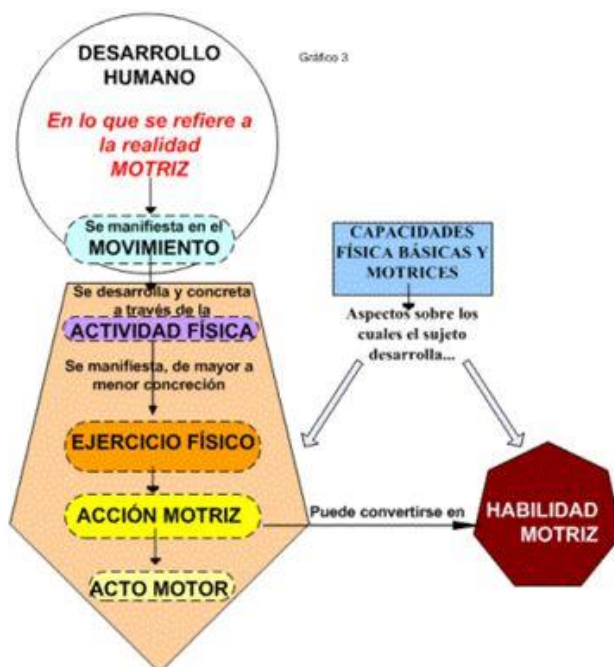 DESARROLLO
HUMANO
Gráfico 3
En lo que se refiere a
la realidad
MOTRIZ
Se manifiesta en el
MOVIMIENTO
Se desarrolla y concreta
a través de la
ACTIVIDAD FÍSICA
Se manifiesta, de mayor a
menor concreción
EJERCICIO FÍSICO
ACCIÓN MOTRIZ
ACTO MOTOR
CAPACIDADES
FÍSICA BÁSICAS Y
MOTRICES
Aspectos sobre los
cuales el sujeto
desarrolla...
Puede convertirse en
HABILIDAD
MOTRIZ